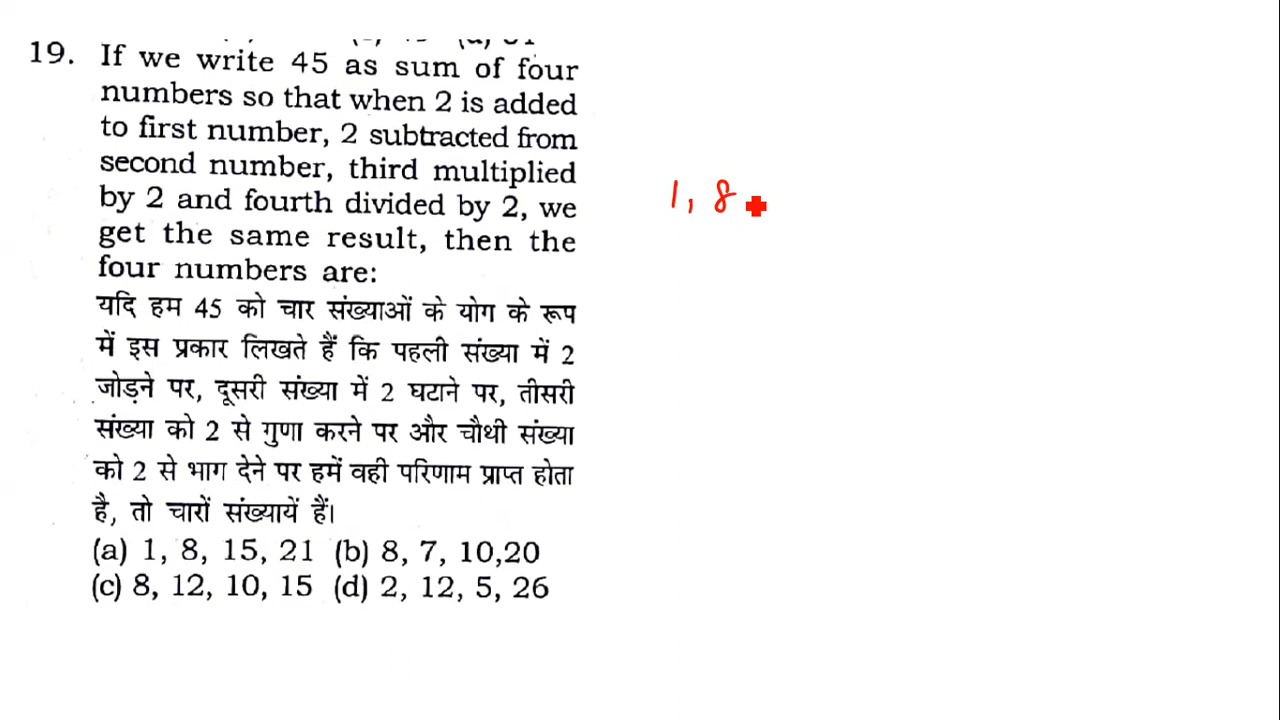 19. If we write 45 as sum of four
numbers so that when 2 is added
to first number, 2 subtracted from
second number, third multiplied
by 2 and fourth divided by 2, we
get the same result, then the
four numbers are:
यदि हम 45 को चार संख्याओं के योग के रूप
में इस प्रकार लिखते हैं कि पहली संख्या में 2
जोड़ने पर, दूसरी संख्या में 2 घटाने पर, तीसरी
संख्या को 2 से गुणा करने पर और चौथी संख्या
को 2 से भाग देने पर हमें वही परिणाम प्राप्त होता
है, तो चारों संख्यायें हैं।
(a) 1, 8, 15, 21 (b) 8, 7, 10,20
(c) 8, 12, 10, 15 (d) 2, 12, 5, 26
1, 8